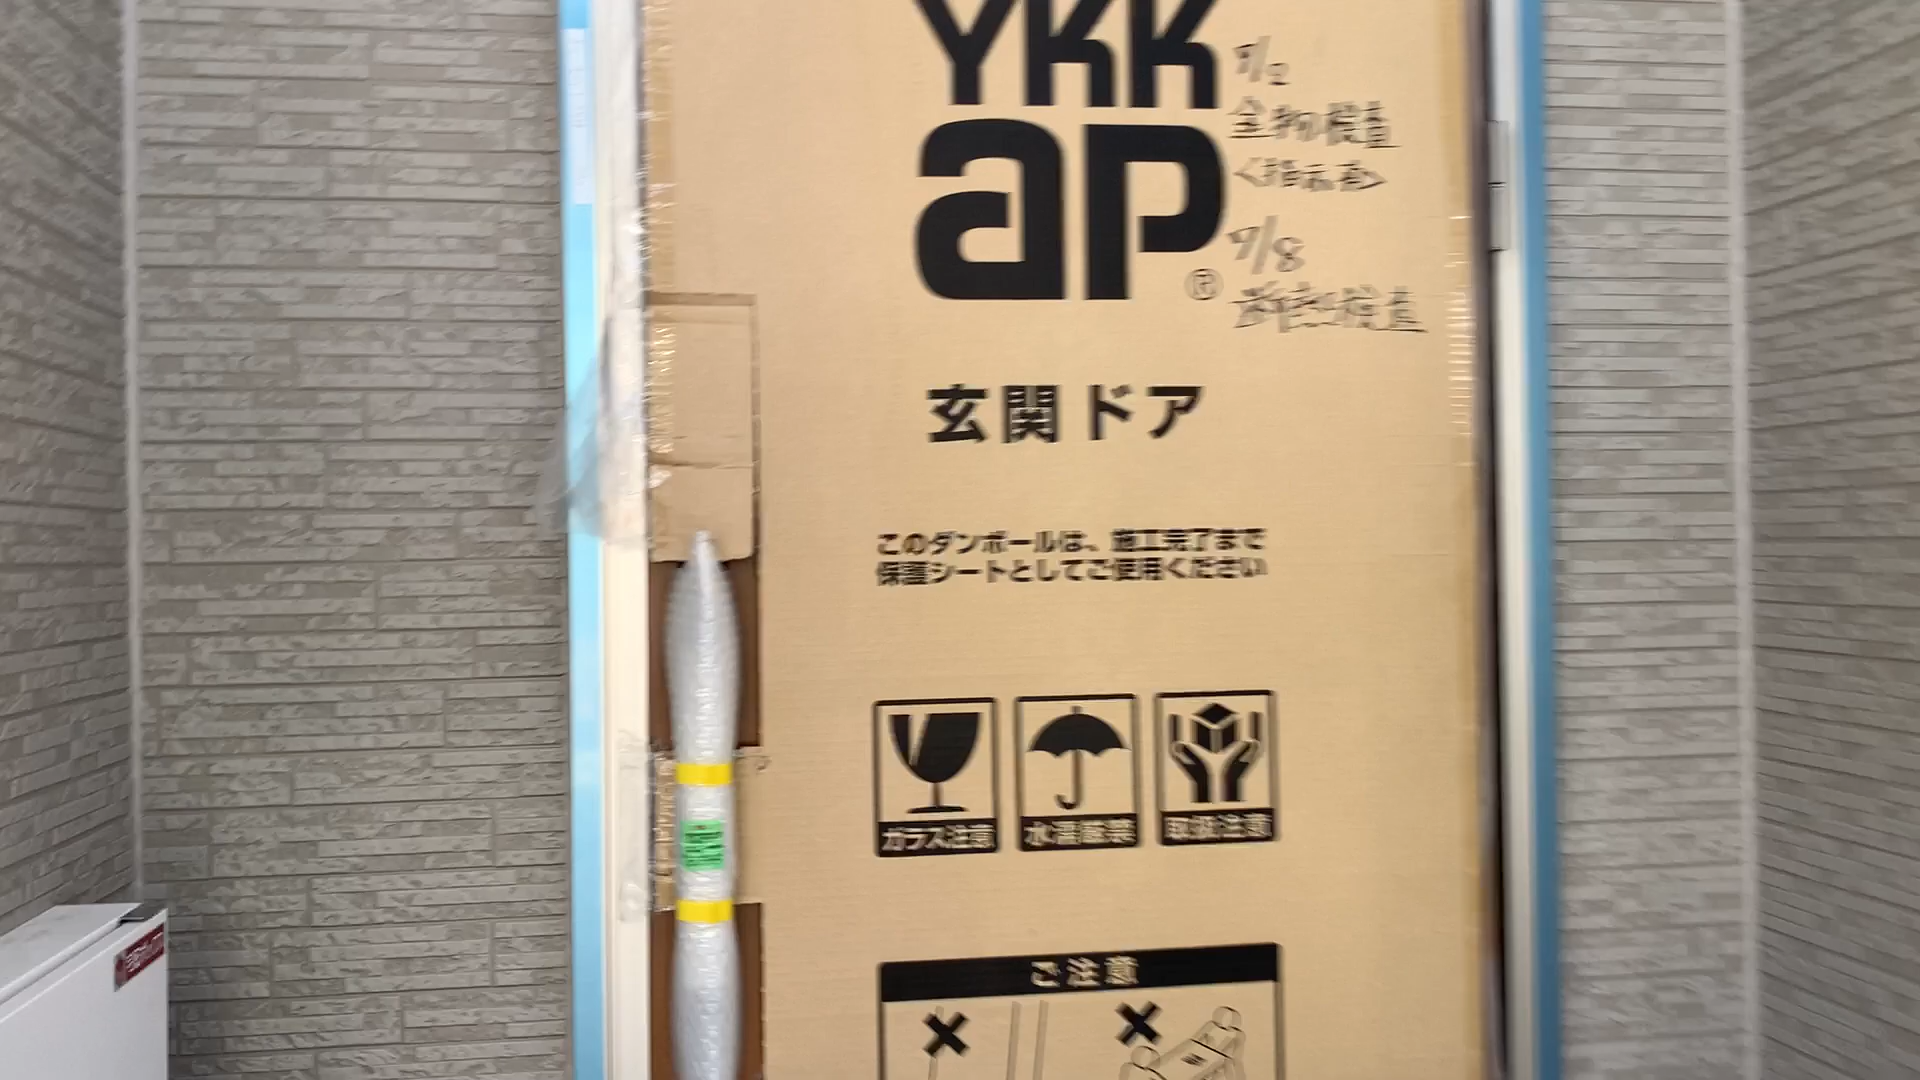 YKK
ap®
7/2
金物検査
<指示書>
7/8
断熱検査
玄関ドア
このダンボールは、施工完了まで
保護シートとしてご使用ください
ガラス注意
水濡厳禁
取扱注意
ご注意